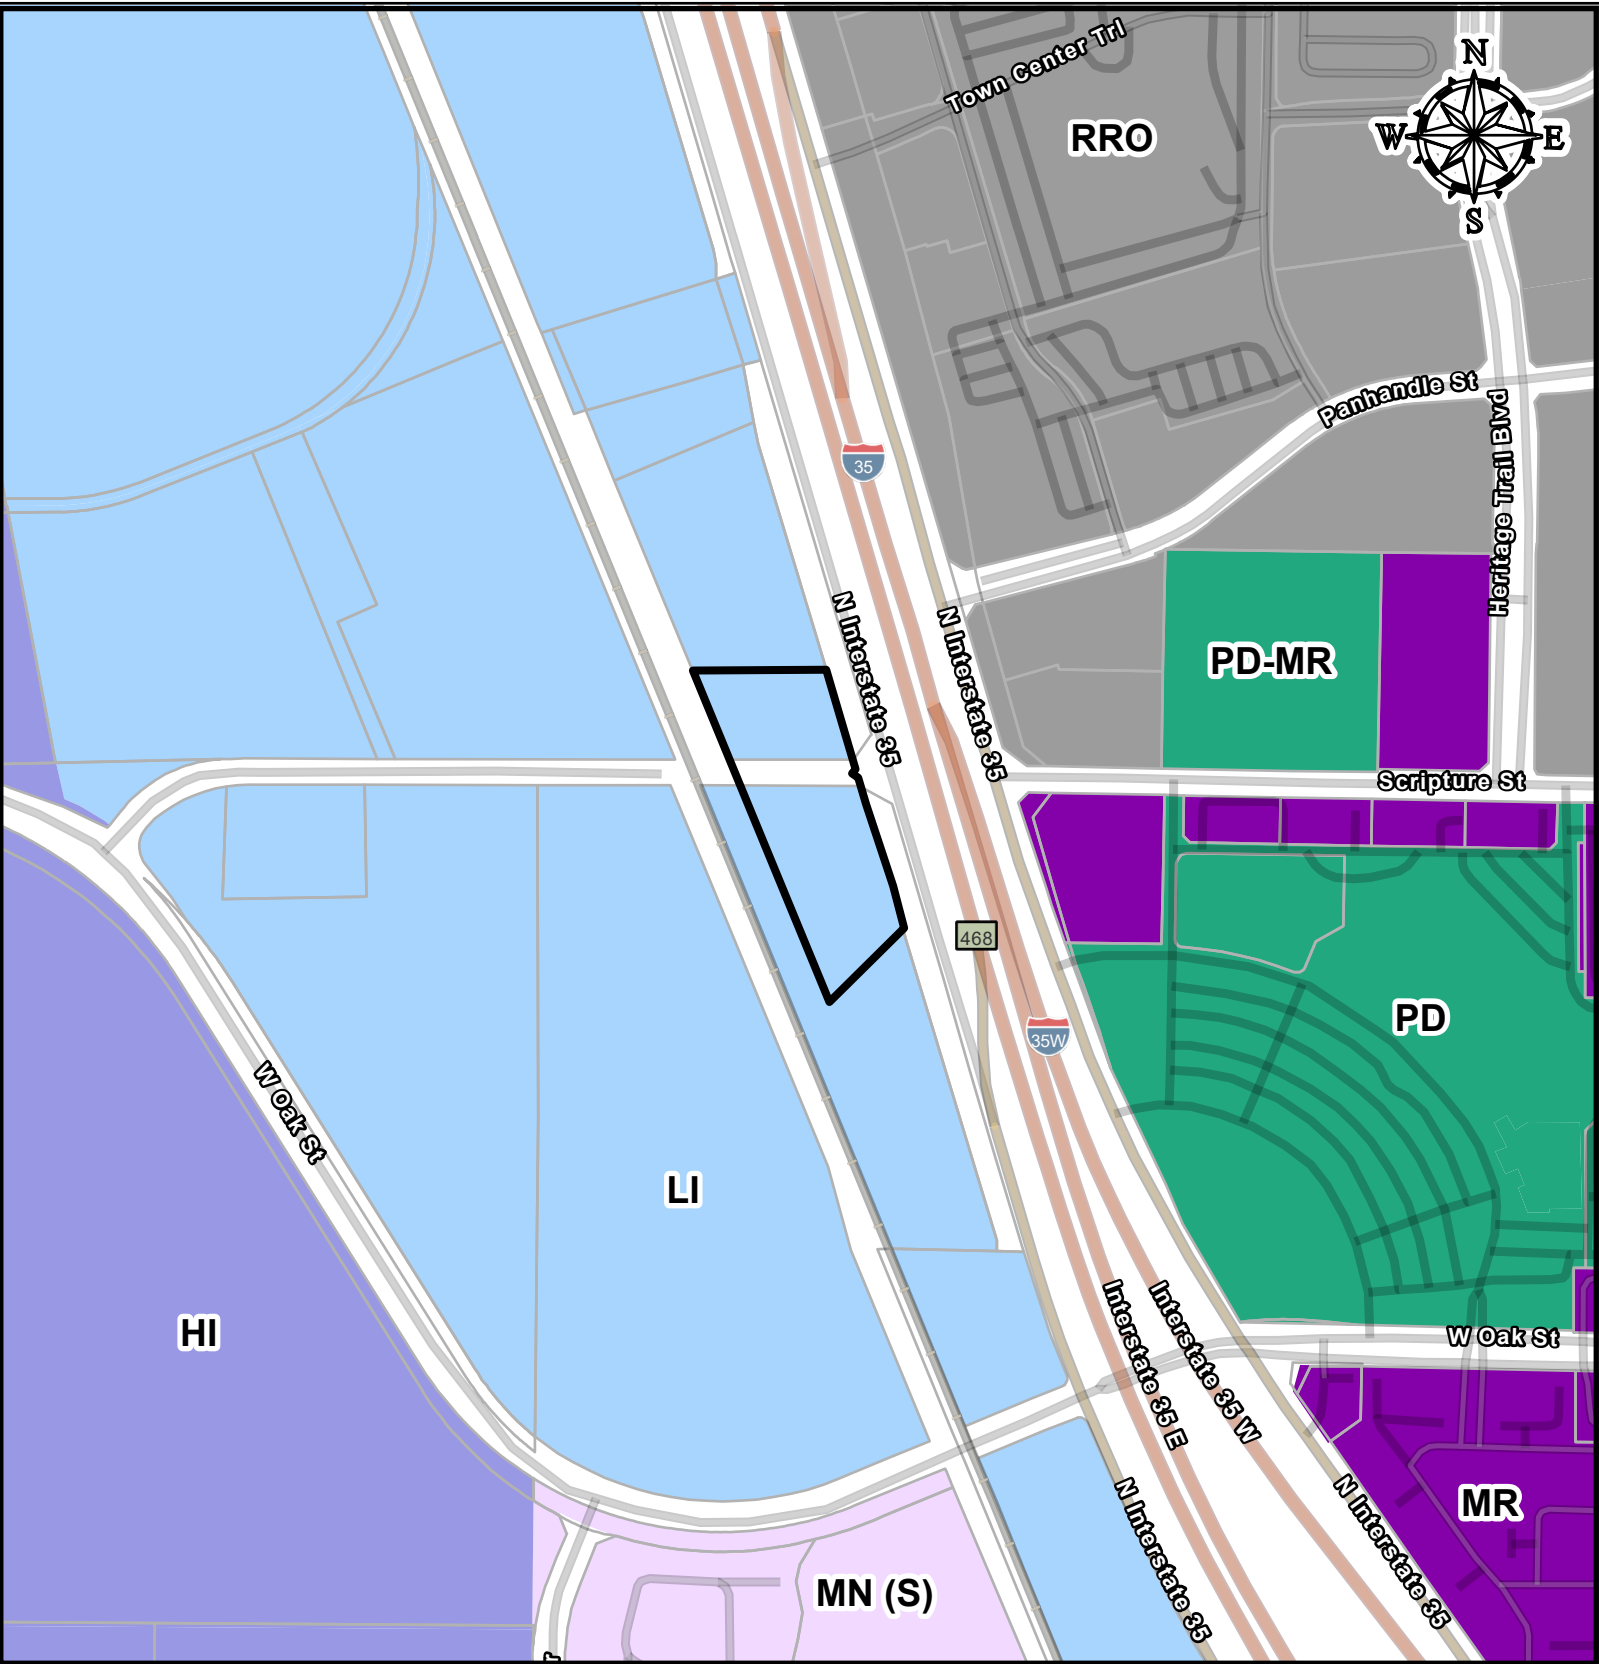 Town Center Trl
N
W
E
S
RRO
Panhandle St
Heritage Trail Blvd
35
N Interstate 35
N Interstate 35
PD-MR
Scripture St
468
PD
35W
W Oak St
LI
HI
Interstate 35 E
Interstate 35 W
W Oak St
N Interstate 35
N Interstate 35
MR
MN (S)